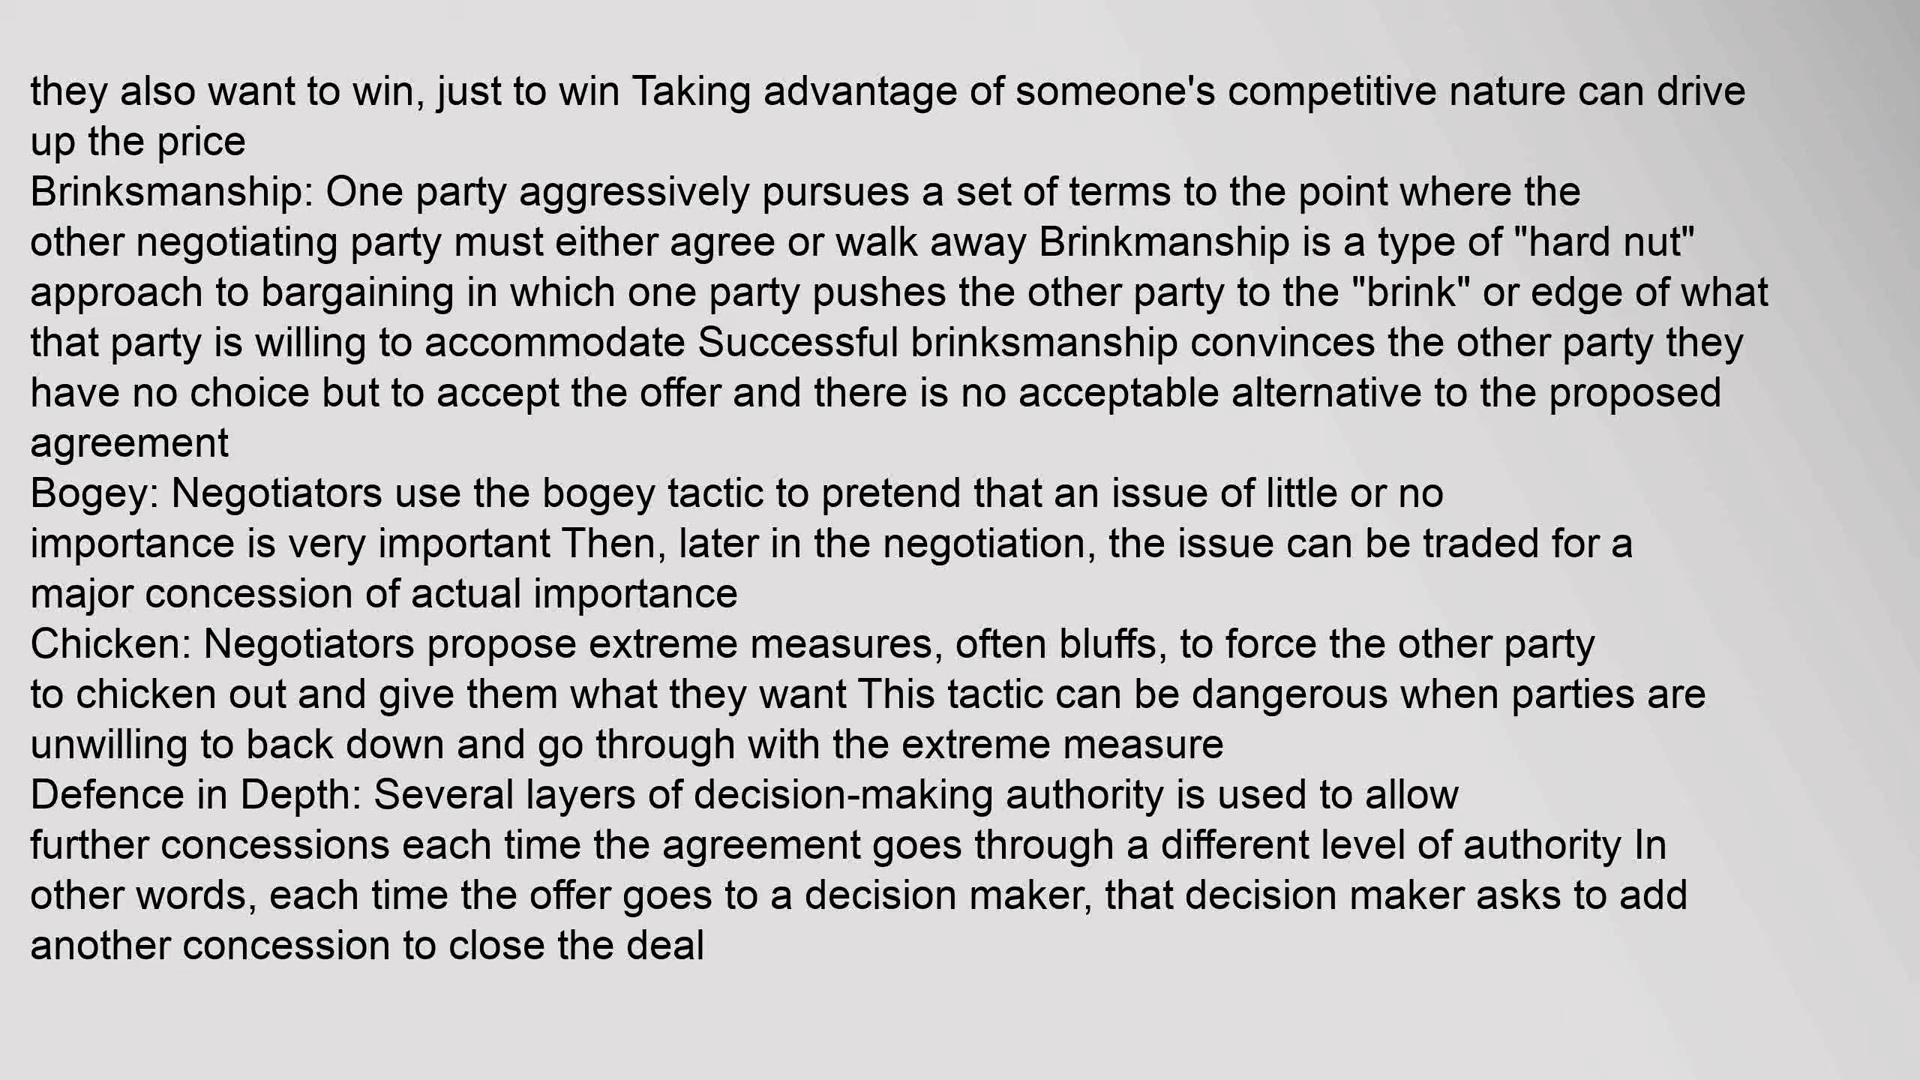 they also want to win, just to win Taking advantage of someone's competitive nature can drive
up the price
Brinksmanship: One party aggressively pursues a set of terms to the point where the
other negotiating party must either agree or walk away Brinkmanship is a type of "hard nut"
approach to bargaining in which one party pushes the other party to the "brink" or edge of what
that party is willing to accommodate Successful brinksmanship convinces the other party they
have no choice but to accept the offer and there is no acceptable alternative to the proposed
agreement
Bogey: Negotiators use the bogey tactic to pretend that an issue of little or no
importance is very important Then, later in the negotiation, the issue can be traded for a
major concession of actual importance
Chicken: Negotiators propose extreme measures, often bluffs, to force the other party
to chicken out and give them what they want This tactic can be dangerous when parties are
unwilling to back down and go through with the extreme measure
Defence in Depth: Several layers of decision-making authority is used to allow
further concessions each time the agreement goes through a different level of authority In
other words, each time the offer goes to a decision maker, that decision maker asks to add
another concession to close the deal